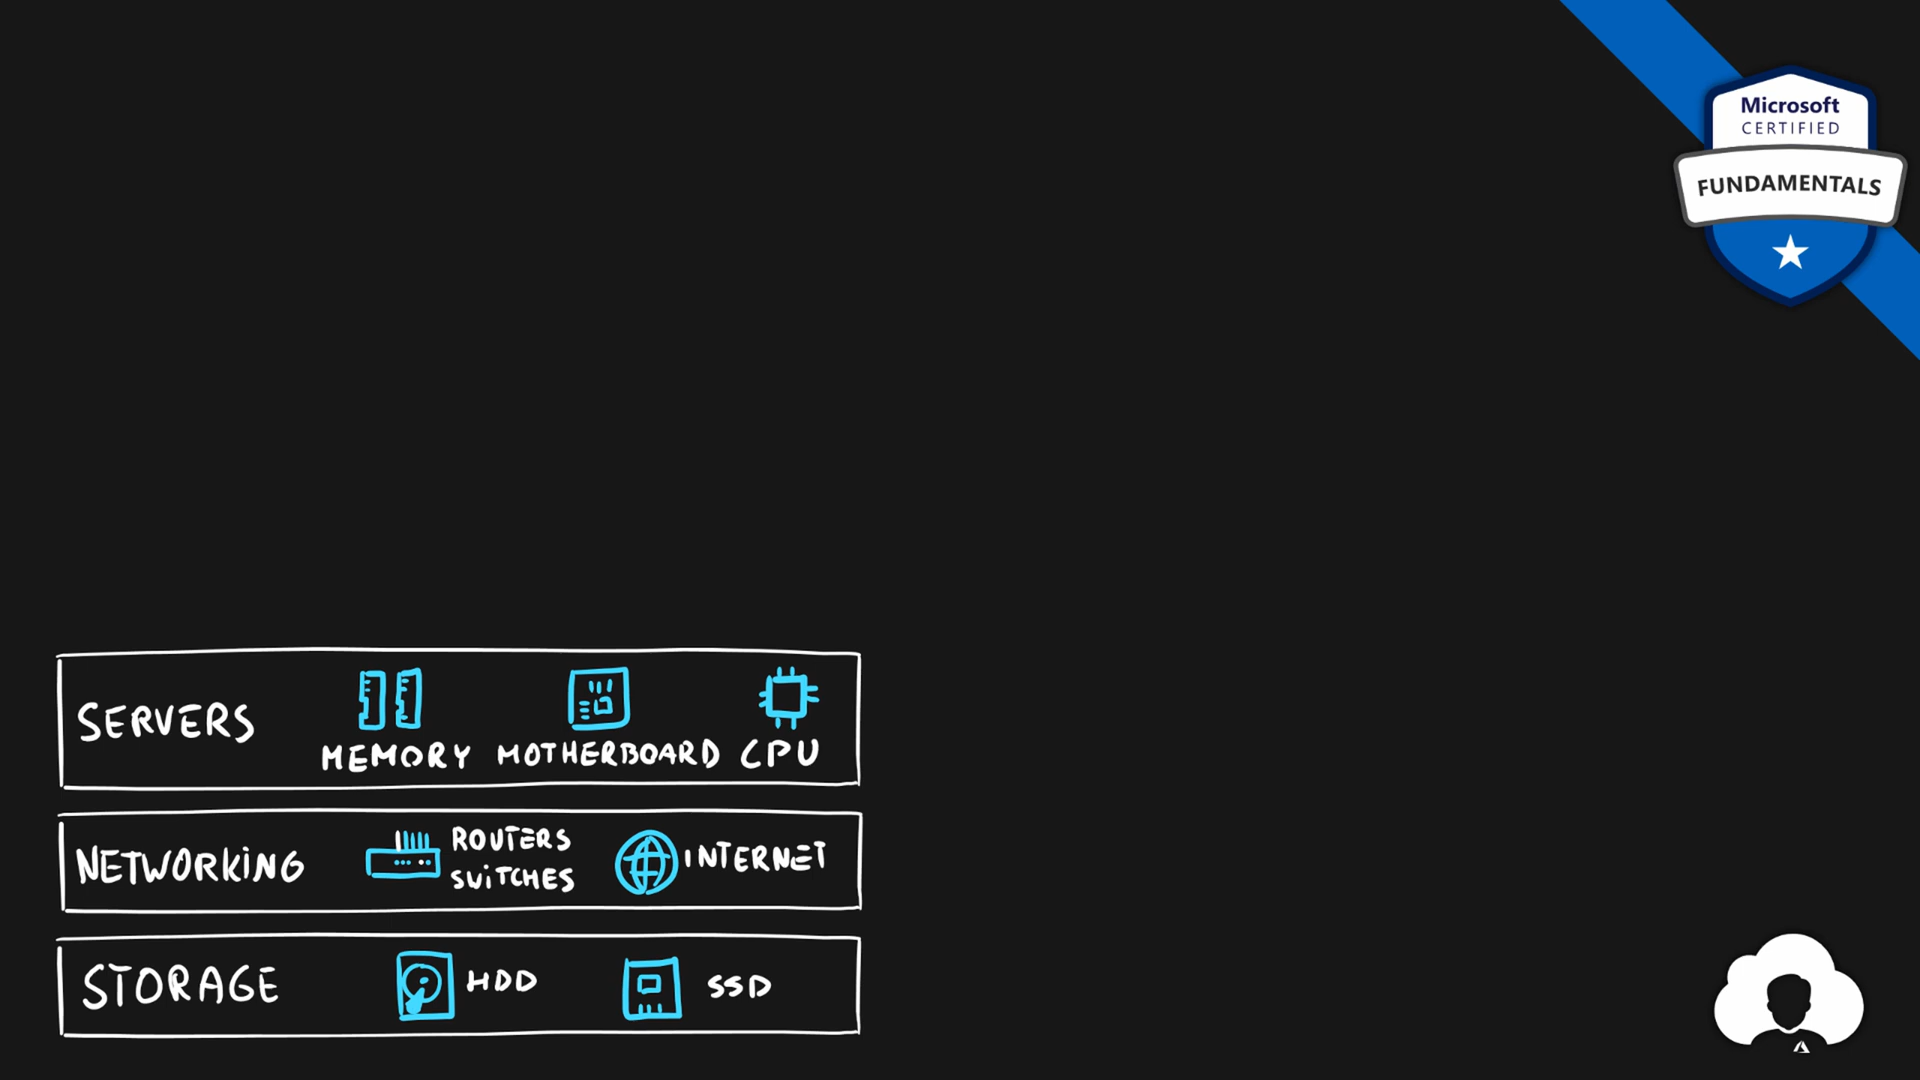 Microsoft
CERTIFIED
FUNDAMENTALS
SERVERS
MEMORY MOTHERBOARD CPU
NETWORKING
ROUTERS
SWITCHES
INTERNET
STORAGE
HDD
SSD